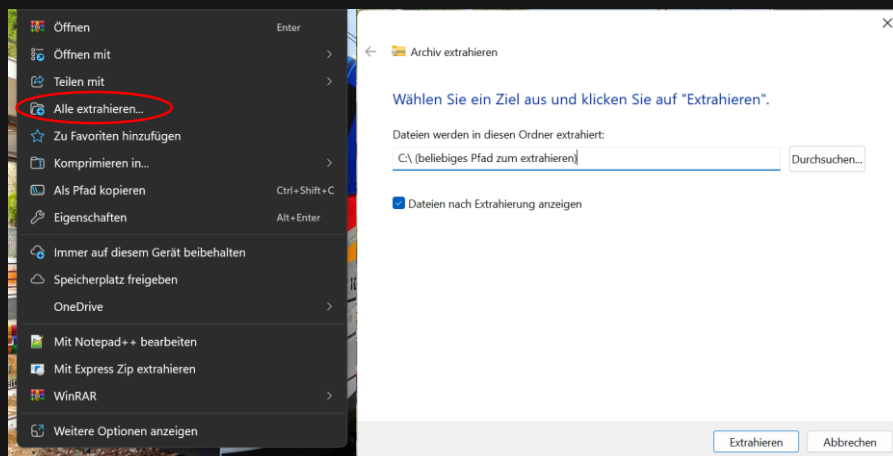 Öffnen Enter
Öffnen mit
Teilen mit
Alle extrahieren...
Zu Favoriten hinzufügen
Komprimieren in...
Als Pfad kopieren Ctrl+Shift+C
Eigenschaften Alt+Enter
Immer auf diesem Gerät beibehalten
Speicherplatz freigeben
OneDrive
Mit Notepad++ bearbeiten
Mit Express Zip extrahieren
WinRAR
Weitere Optionen anzeigen
Archiv extrahieren
Wählen Sie ein Ziel aus und klicken Sie auf "Extrahieren".
Dateien werden in diesen Ordner extrahiert:
C:\ (beliebiges Pfad zum extrahieren)
Durchsuchen...
Dateien nach Extrahierung anzeigen
Extrahieren Abbrechen